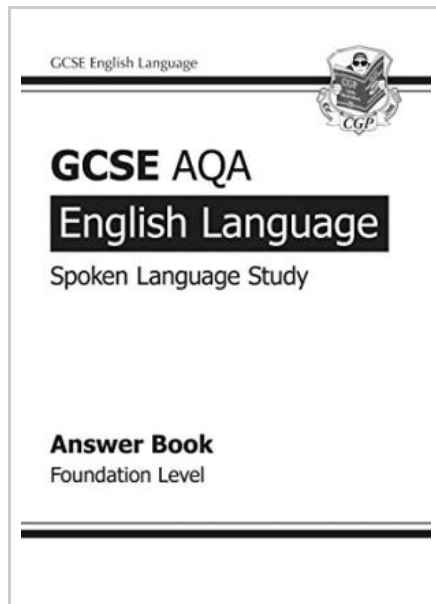 GCSE English Language
CGP
GCSE AQA
English Language
Spoken Language Study
Answer Book
Foundation Level